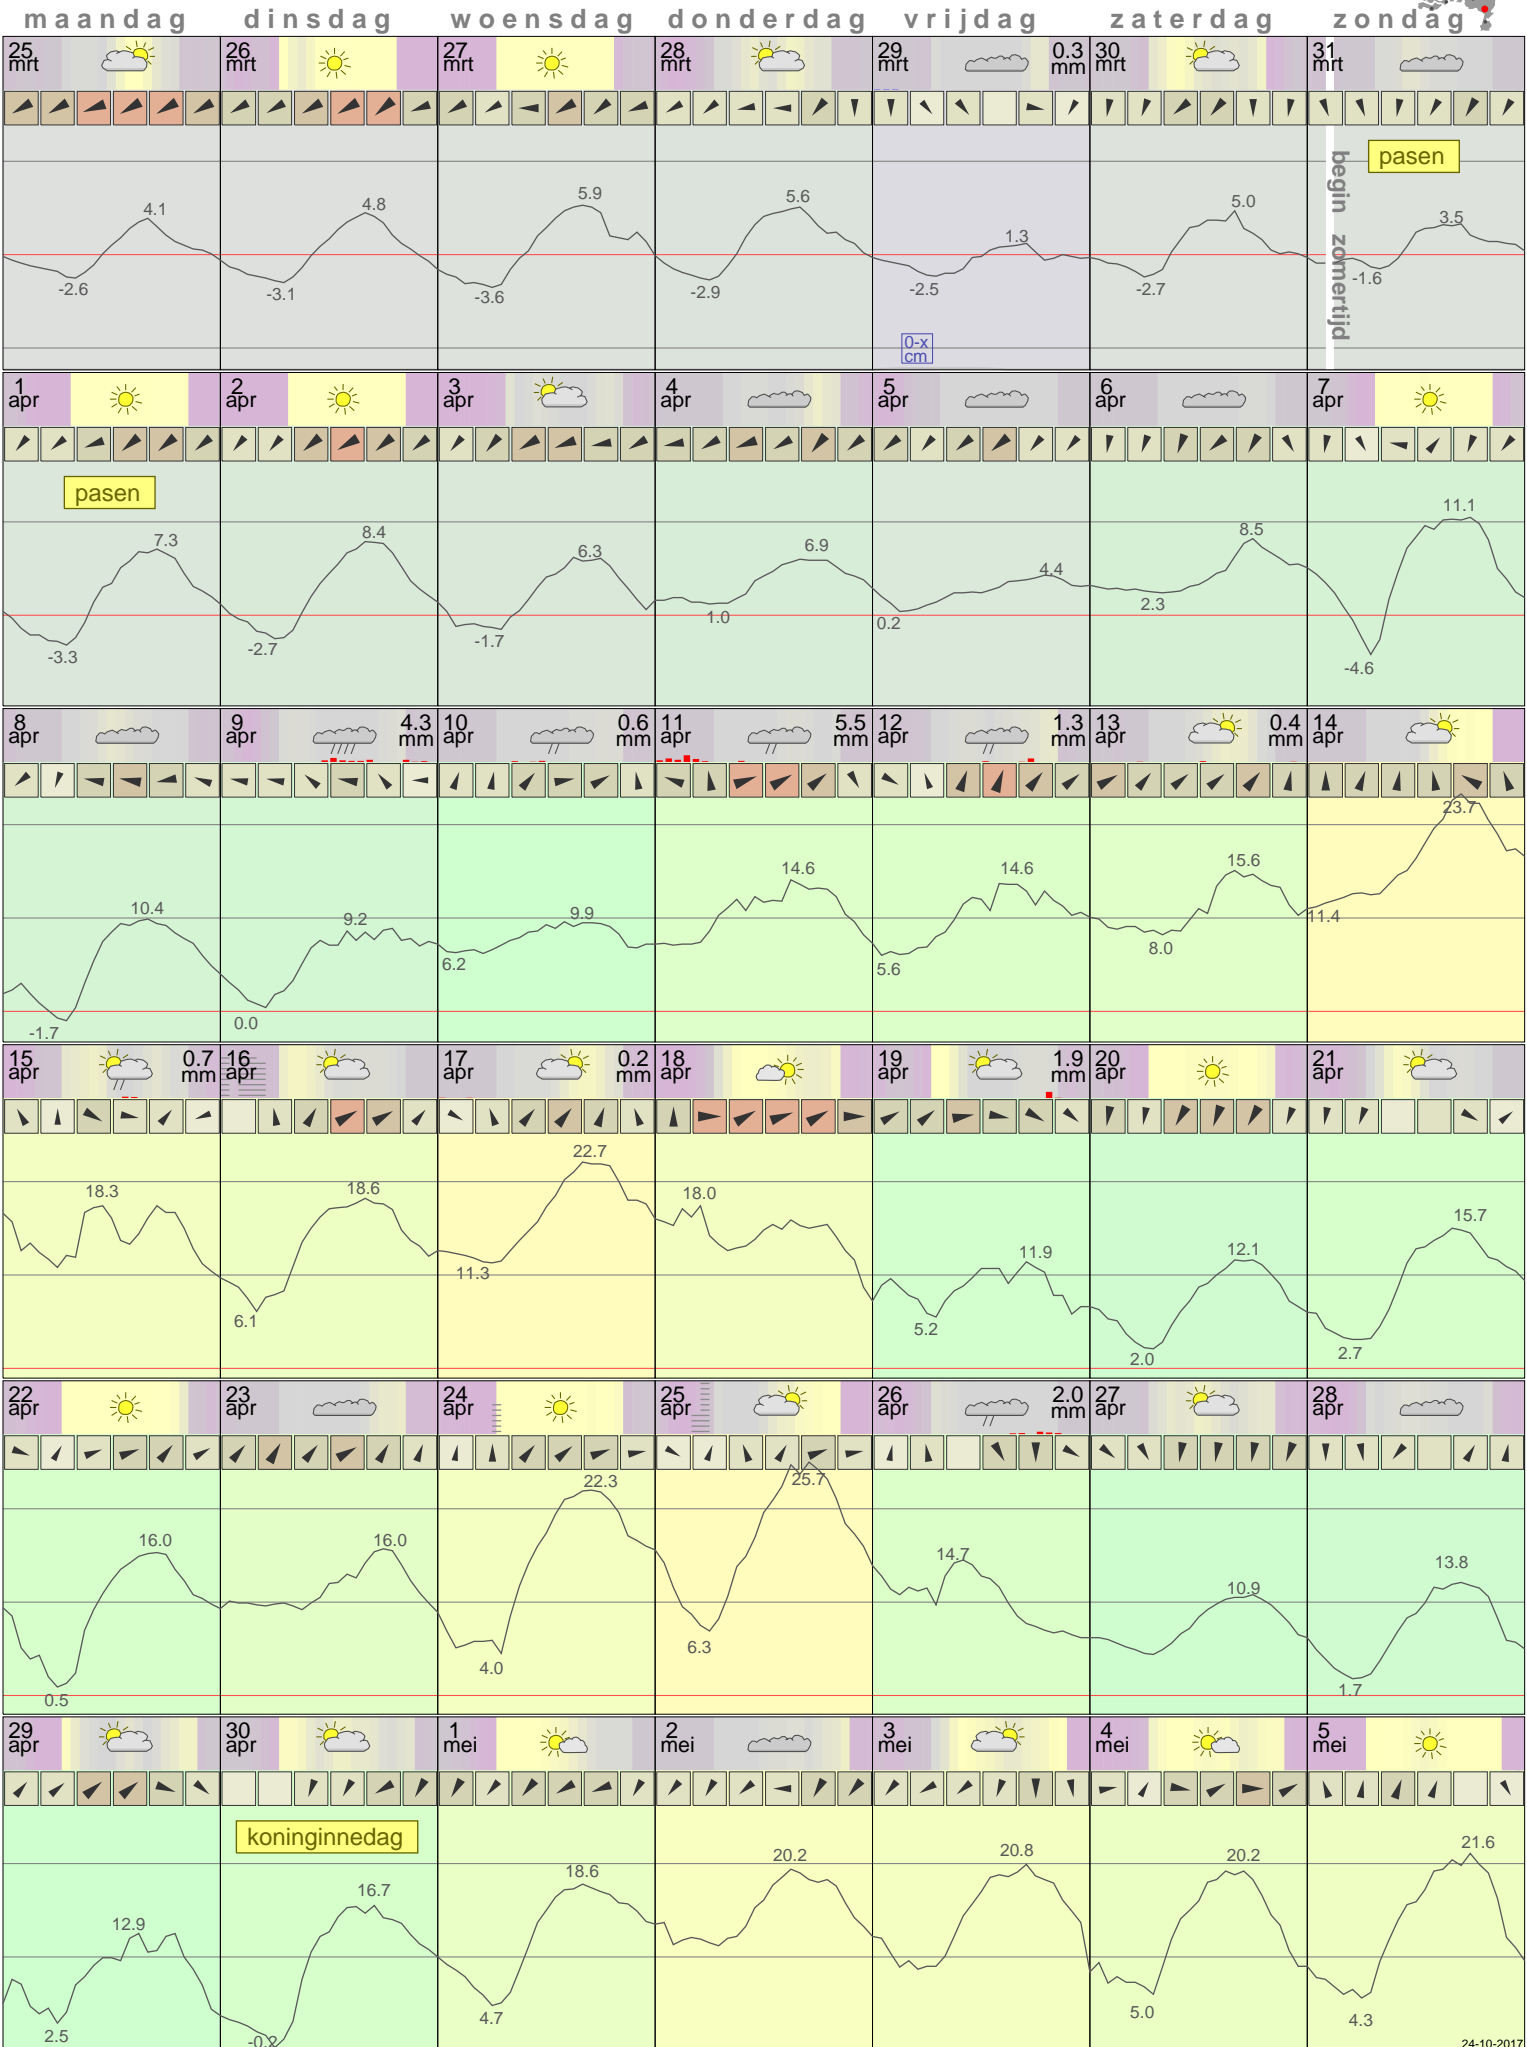 maandag dinsdag woensdag donderdag vrijdag zaterdag zondag
25 26 27 28 29 0.3 30 31
mrt mrt mrt mrt mrt mm mrt mrt
pasen
begin zomertijd
4.1 4.8 5.9 5.6 1.3 5.0 3.5
-2.6 -3.1 -3.6 -2.9 -2.5 -2.7 -1.6
0-x
cm
1 2 3 4 5 6 7
apr apr apr apr apr apr apr
pasen
7.3 8.4 6.3 6.9 4.4 8.5 11.1
-3.3 -2.7 -1.7 1.0 0.2 2.3 -4.6
8 9 4.3 10 0.6 11 5.5 12 1.3 13 0.4 14
apr apr mm apr mm apr mm apr mm apr mm apr
10.4 9.2 9.9 14.6 14.6 15.6 23.7
-1.7 0.0 6.2 5.6 8.0 11.4
15 0.7 16 17 0.2 18 19 1.9 20 21
apr mm apr apr mm apr apr mm apr apr
18.3 18.6 22.7 18.0 11.9 12.1 15.7
6.1 11.3 5.2 2.0 2.7
22 23 24 25 26 2.0 27 28
apr apr apr apr apr mm apr apr
16.0 16.0 22.3 25.7 14.7 10.9 13.8
0.5 4.0 6.3 1.7
29 30 1 2 3 4 5
apr apr mei mei mei mei mei
koninginnedag
12.9 16.7 18.6 20.2 20.8 20.2 21.6
2.5 -0.2 4.7 5.0 4.3
24-10-2017